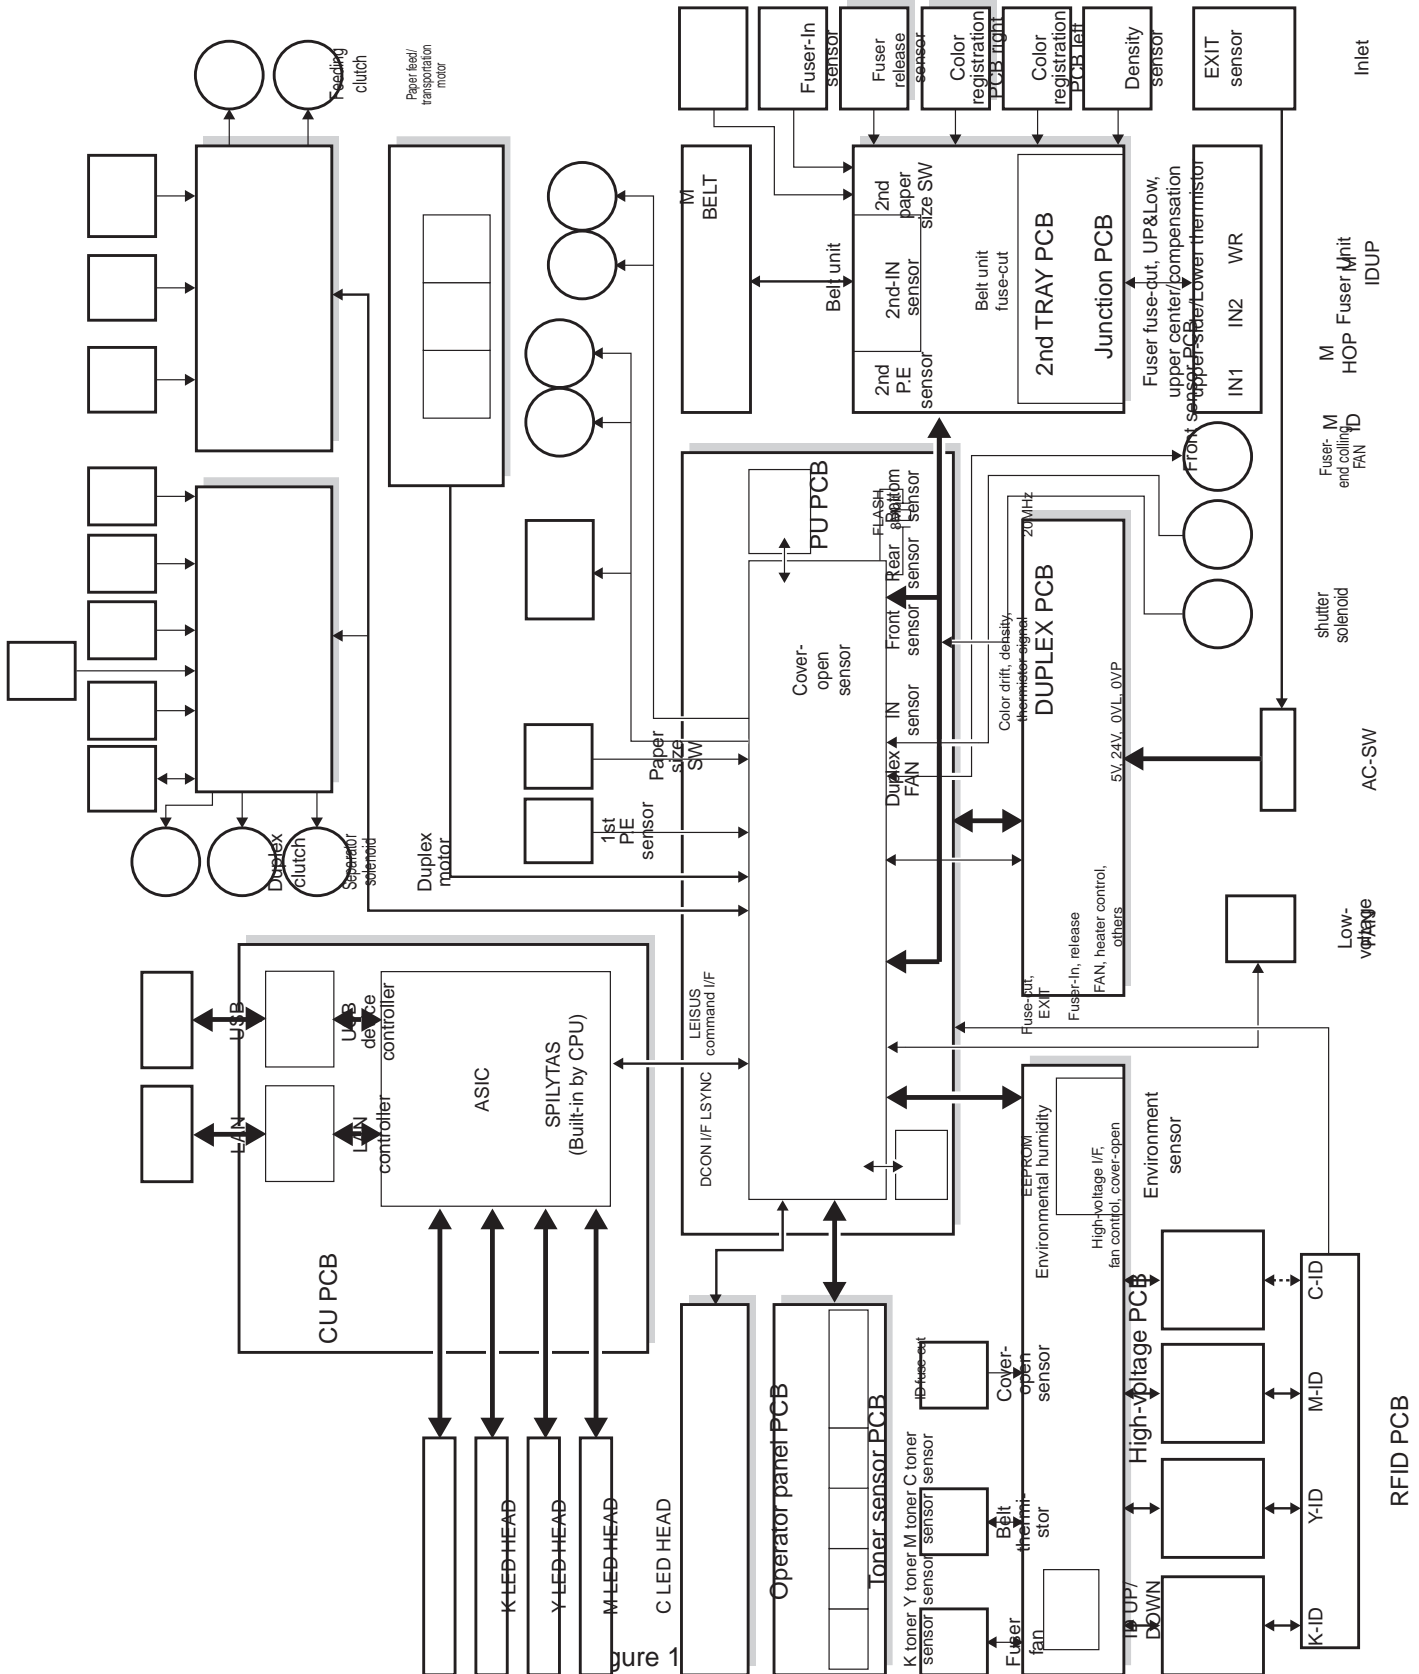 Feeding
clutch
Paper feed/
transportation
motor
Fuser-In
sensor
Fuser
release
sensor
Color
registration
PCB right
Color
registration
PCB left
Density
sensor
EXIT
sensor
Inlet
M
BELT
Belt unit
2nd
paper
size SW
2nd-IN
sensor
2nd
P.E
sensor
Belt unit
fuse-cut
2nd TRAY PCB
Junction PCB
Fuser fuse-cut, UP&Low,
upper center/compensation
upper-side/Lower thermistor
Front sensor PCB
IN1
IN2
WR
Fuser Unit
M
IDUP
M
HOP
M
ID
Fuser-
end colling
FAN
shutter
solenoid
PU PCB
FLASH
Bottom
sensor
Rear
sensor
Front
sensor
IN
sensor
Duplex
FAN
Cover-
open
sensor
20MHz
Color drift, density,
thermistor signal
DUPLEX PCB
5V, 24V, 0VL, 0VP
AC-SW
Paper
size
SW
1st
P.E
sensor
Duplex
clutch
Separator
solenoid
Duplex
motor
Low-
voltage
FAN
Fuse-cut,
EXIT
Fuser-In, release
FAN, heater control,
others
USB
USB
device
controller
LAN
LAN
controller
ASIC
SPILYTAS
(Built-in by CPU)
CU PCB
LEISUS
command I/F
DCON I/F LSYNC
EEPROM
Environmental humidity
High-voltage I/F,
fan control, cover-open
Environment
sensor
High-voltage PCB
C-ID
M-ID
Y-ID
K-ID
RFID PCB
ID fuse cut
Cover-
open
sensor
Belt
thermi-
stor
Fuser
fan
ID UP/
DOWN
Operator panel PCB
Toner sensor PCB
K toner
sensor
Y toner
sensor
M toner
sensor
C toner
sensor
K LED HEAD
Y LED HEAD
M LED HEAD
C LED HEAD
gure 1